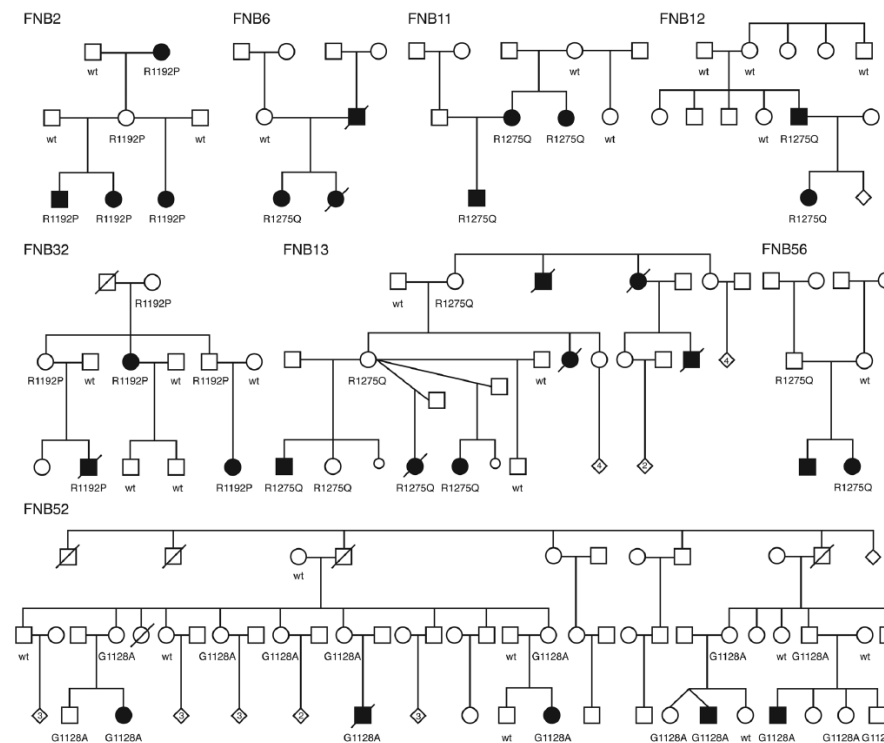 FNB2 FNB6 FNB11 FNB12
wt R1192P wt wt wt wt
wt R1192P wt wt R1275Q R1275Q wt wt R1275Q
R1192P R1192P R1192P R1275Q R1275Q R1275Q
FNB32 FNB13 FNB56
R1192P wt R1275Q
R1192P wt R1192P wt R1192P wt R1275Q wt R1275Q wt
4
R1192P wt wt R1192P R1275Q R1275Q R1275Q R1275Q wt 4 2 R1275Q
FNB52
wt
wt G1128A wt G1128A G1128A G1128A wt G1128A G1128A wt G1128A wt
3 3 3 2 3
G1128A G1128A G1128A wt G1128A G1128A G1128A wt G1128A G1128A